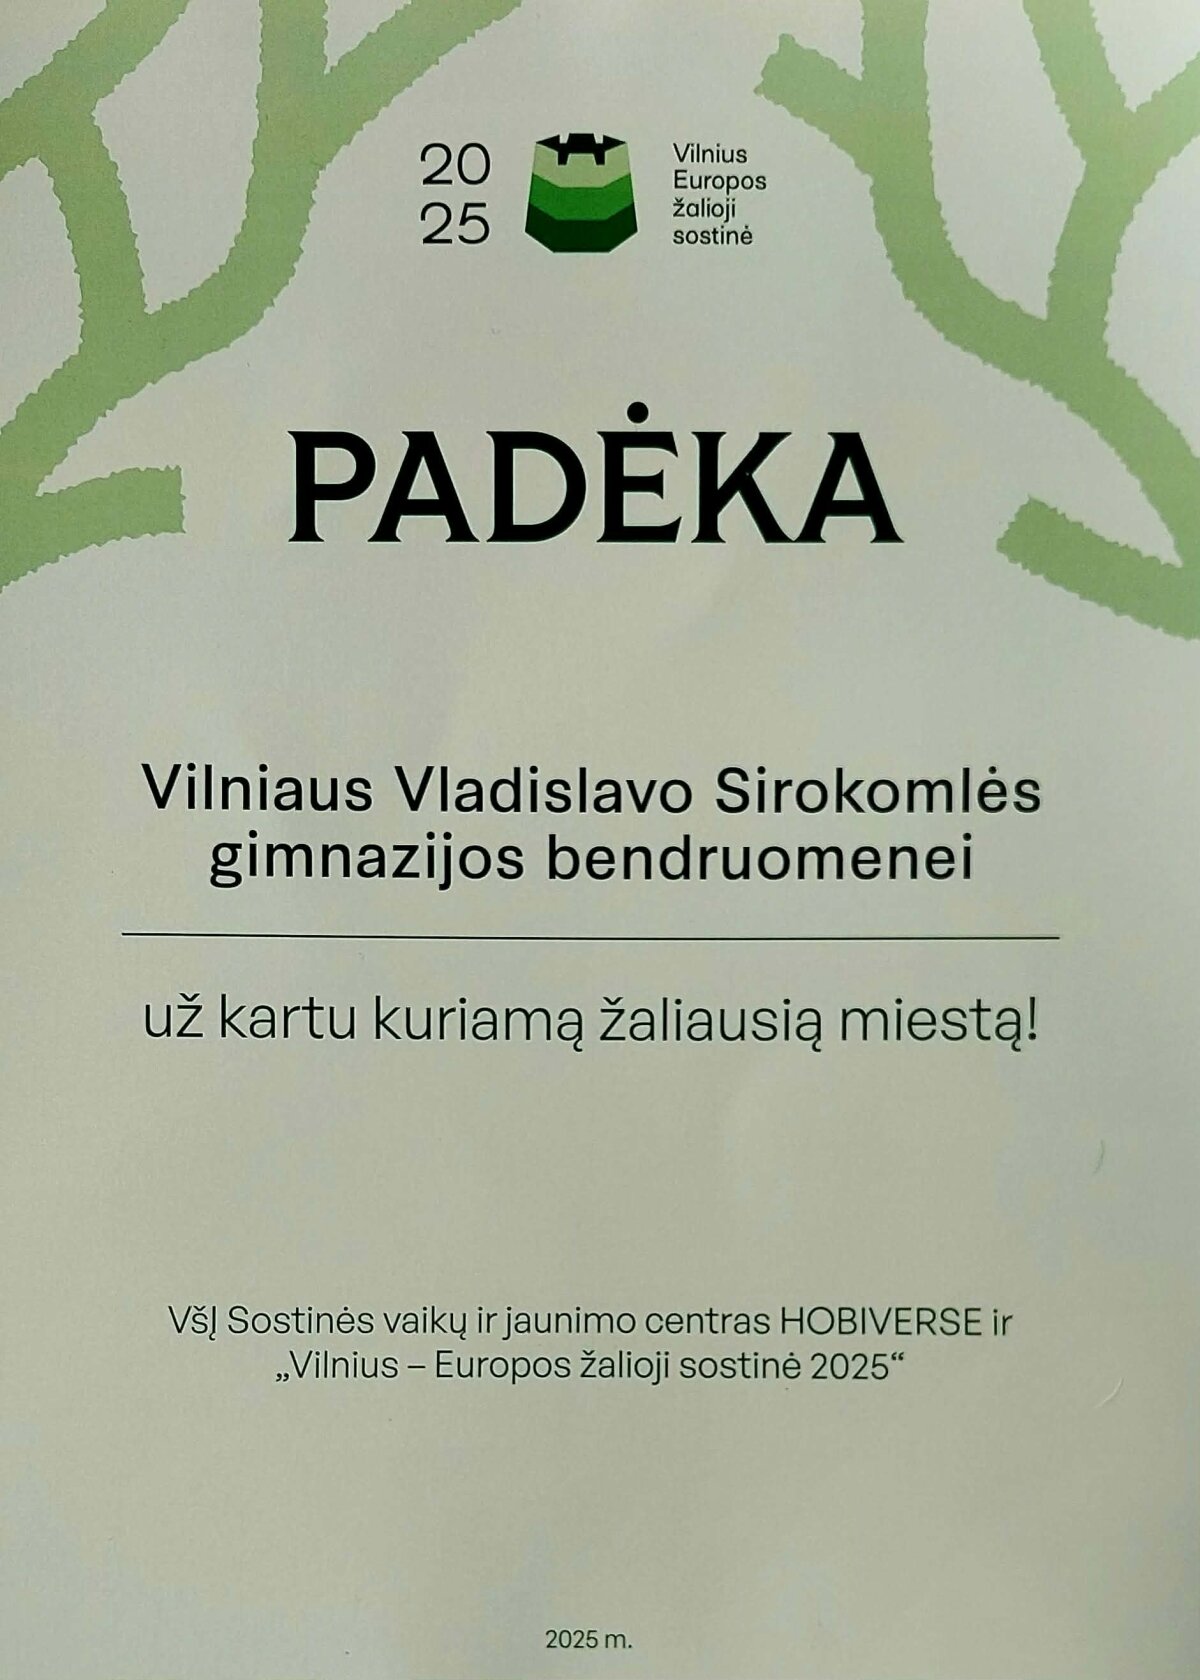 20
25
Vilnius
Europos
žalioji
sostinė
PADĖKA
Vilniaus Vladislavo Sirokomlės
gimnazijos bendruomenei
už kartu kuriamą žaliausią miestą!
VšĮ Sostinės vaikų ir jaunimo centras HOBIVERSE ir
„Vilnius – Europos žalioji sostinė 2025“
2025 m.